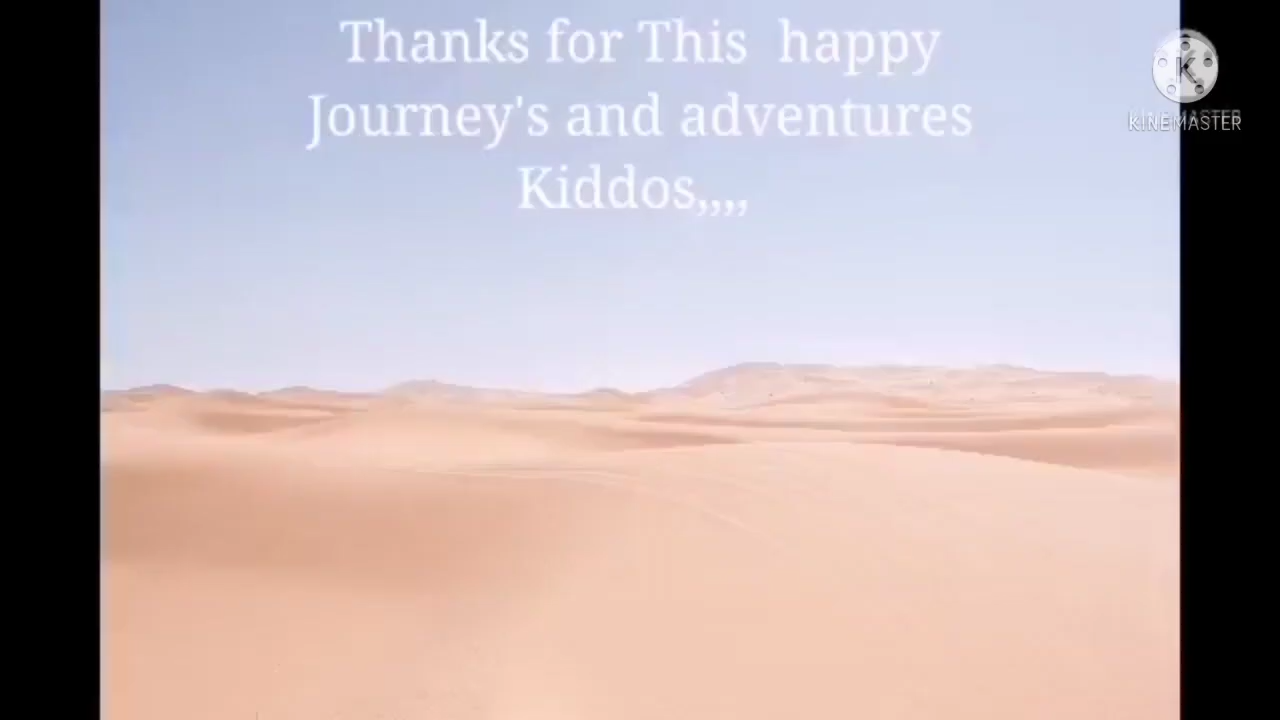 Thanks for This  happy
Journey's and adventures
Kiddos,,,,
KINEMASTER